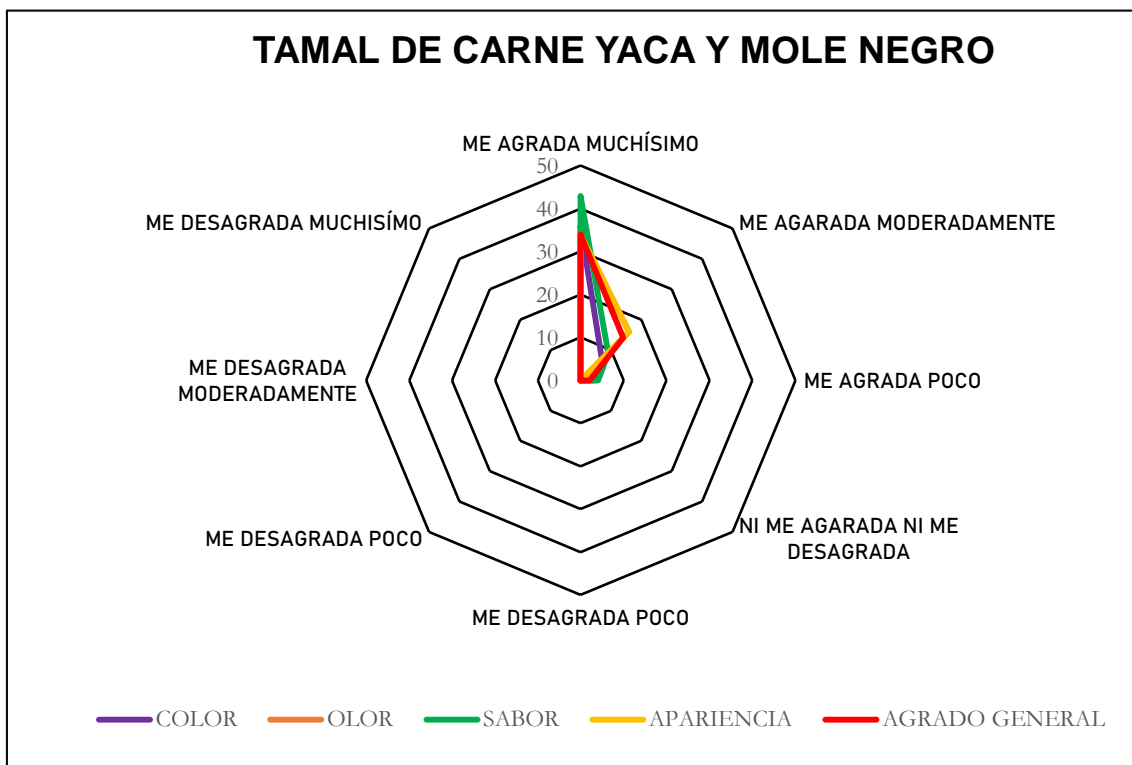 TAMAL DE CARNE YACA Y MOLE NEGRO
ME AGRADA MUCHÍSIMO
50
ME DESAGRADA MUCHISÍMO
ME AGARADA MODERADAMENTE
40
30
20
10
ME DESAGRADA
MODERADAMENTE
0
ME AGRADA POCO
ME DESAGRADA POCO
NI ME AGARADA NI ME
DESAGRADA
ME DESAGRADA POCO
COLOR
OLOR
SABOR
APARIENCIA
AGRADO GENERAL